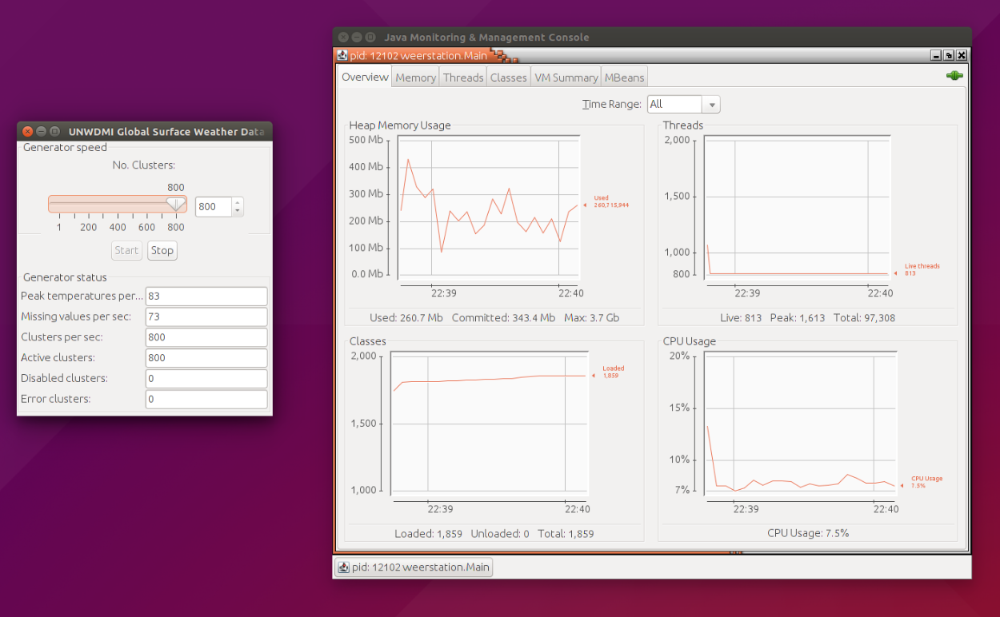 UNWDMI Global Surface Weather Data
Generator speed
No. Clusters:
800
800
1 200 400 600 800
Start Stop
Generator status
Peak temperatures per... 83
Missing values per sec: 73
Clusters per sec: 800
Active clusters: 800
Disabled clusters: 0
Error clusters: 0
Java Monitoring & Management Console
pid: 12102 weerstation.Main
Overview Memory Threads Classes VM Summary MBeans
Time Range: All
Heap Memory Usage
500 Mb
400 Mb
300 Mb
200 Mb
100 Mb
0.0 Mb
Used
260,715,944
22:39 22:40
Used: 260.7 Mb Committed: 343.4 Mb Max: 3.7 Gb
Threads
2,000
1,500
1,000
800
Live threads
813
22:39 22:40
Live: 813 Peak: 1,613 Total: 97,308
Classes
2,000
1,500
1,000
Loaded
1,859
22:39 22:40
Loaded: 1,859 Unloaded: 0 Total: 1,859
CPU Usage
20%
15%
10%
7%
CPU Usage
7.5%
22:39 22:40
CPU Usage: 7.5%
pid: 12102 weerstation.Main